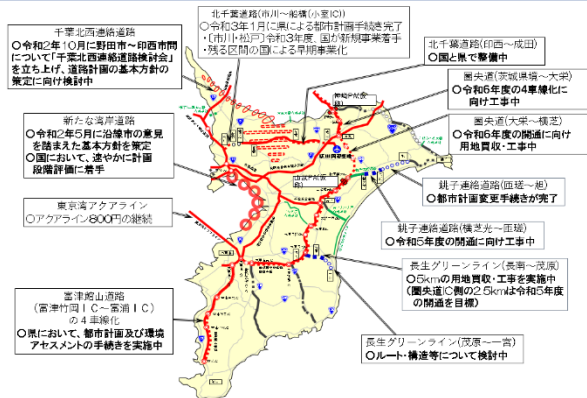 千葉北西連絡道路
○令和2年10月に野田市～印西市間
について「千葉北西連絡道路検討会」
を立ち上げ、道路計画の基本方針の
策定に向け検討中
北千葉道路(市川～船橋(小室IC))
○令和3年1月に県による都市計画手続き完了
・(市川・松戸)令和3年度、国が新規事業着手
・残る区間の国による早期事業化
北千葉道路(印西～成田)
○国と県で整備中
圏央道(茨城県境～大栄)
○令和6年度の4車線化に
向け工事中
圏央道(大栄～横芝)
○令和6年度の開通に向け
用地買収・工事中
新たな湾岸道路
○令和2年5月に沿線市の意見
を踏まえた基本方針を策定
○国において、速やかに計画
段階評価に着手
銚子連絡道路(匝瑳～旭)
○都市計画変更手続きが完了
東京湾アクアライン
○アクアライン800円の継続
銚子連絡道路(横芝光～匝瑳)
○令和5年度の開通に向け工事中
長生グリーンライン(長南～茂原)
○5kmの用地買収・工事を実施中
(圏央道IC側の2.5kmは令和5年度
の開通を目標)
富津館山道路
(富津竹岡IC～富浦IC)
の4車線化
○県において、都市計画及び環境
アセスメントの手続きを実施中
長生グリーンライン(茂原～一宮)
○ルート・構造等について検討中